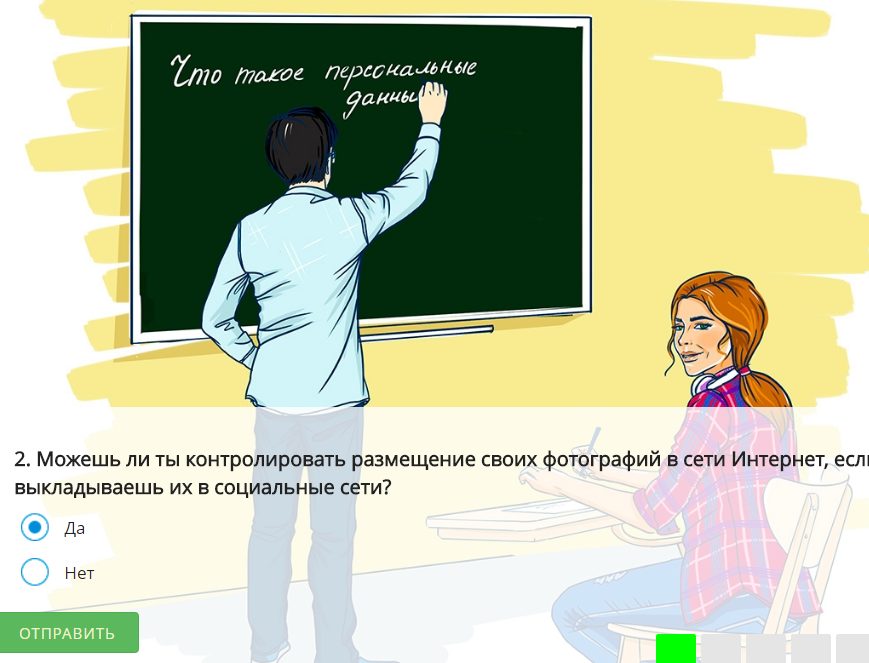 Что такое персональные
данны
2. Можешь ли ты контролировать размещение своих фотографий в сети Интернет, если
выкладываешь их в социальные сети?
Да
Нет
ОТПРАВИТЬ